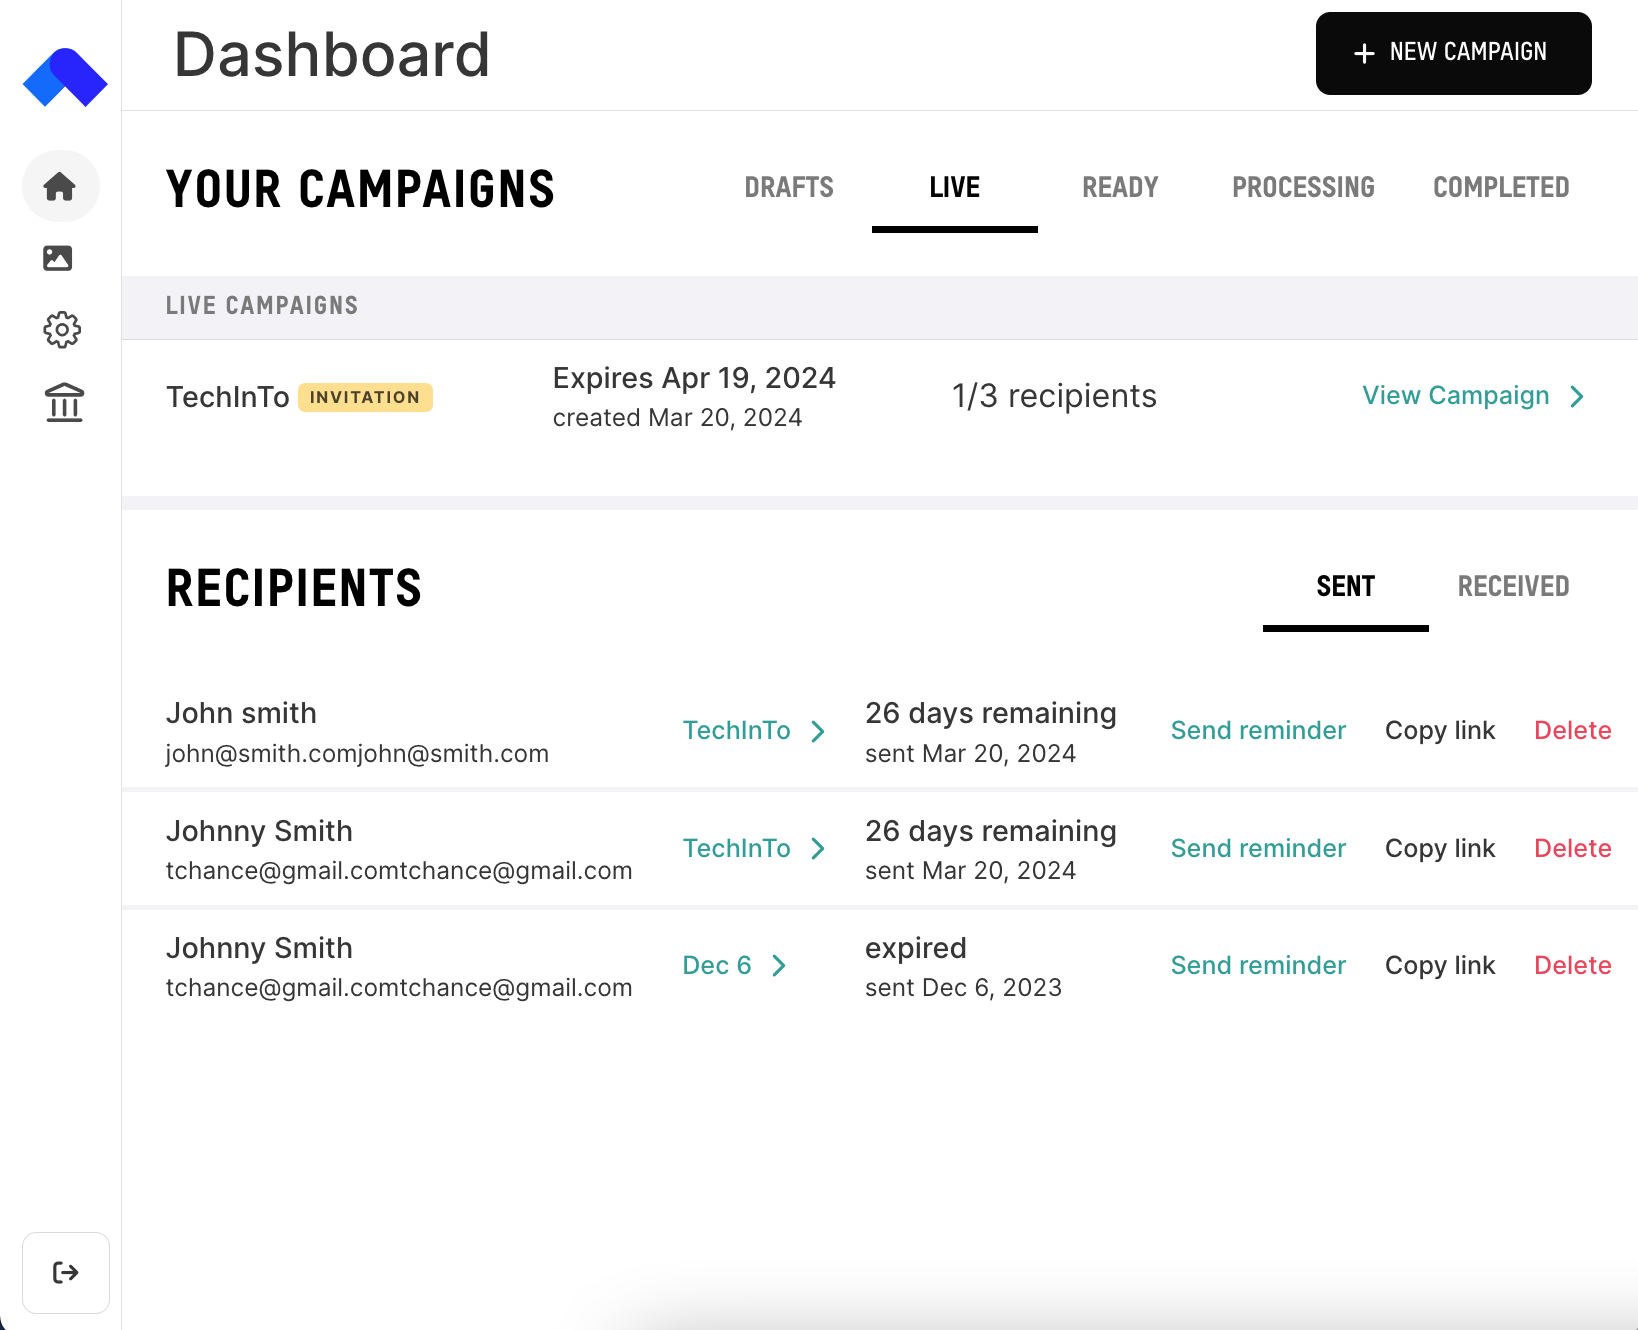 Dashboard
+ NEW CAMPAIGN
YOUR CAMPAIGNS
DRAFTS LIVE READY PROCESSING COMPLETED
LIVE CAMPAIGNS
TechInTo INVITATION
Expires Apr 19, 2024
created Mar 20, 2024
1/3 recipients
View Campaign
RECIPIENTS
SENT RECEIVED
John smith
john@smith.comjohn@smith.com
TechInTo
26 days remaining
sent Mar 20, 2024
Send reminder Copy link Delete
Johnny Smith
tchance@gmail.comtchance@gmail.com
TechInTo
26 days remaining
sent Mar 20, 2024
Send reminder Copy link Delete
Johnny Smith
tchance@gmail.comtchance@gmail.com
Dec 6
expired
sent Dec 6, 2023
Send reminder Copy link Delete